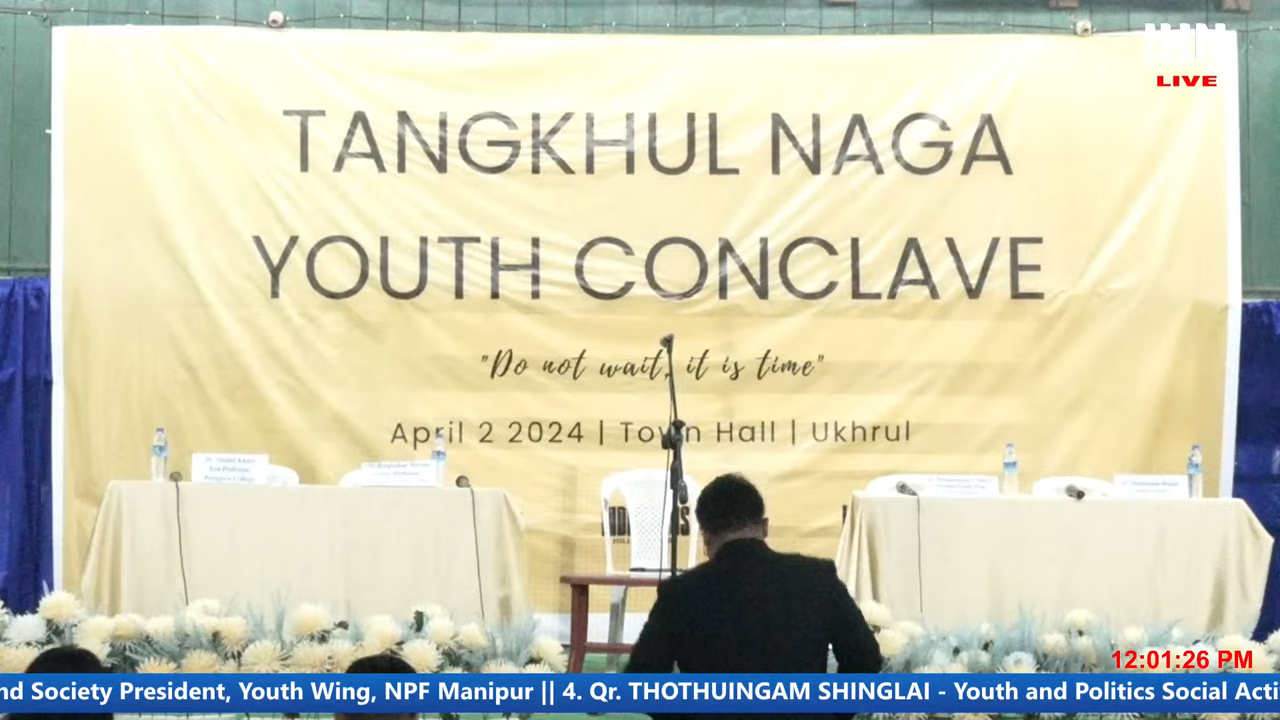 LIVE
TANGKHUL NAGA
YOUTH CONCLAVE
"Do not wait, it is time"
April 2 2024 | Town Hall | Ukhrul
12:01:26 PM
nd Society President, Youth Wing, NPF Manipur || 4. Qr. THOTHUINGAM SHINGLAI - Youth and Politics Social Acti